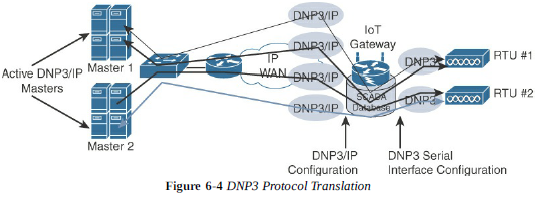 DNP3/IP
IoT
Gateway
DNP3/IP
DNP3
RTU #1
Master 1
IP
WAN
Active DNP3/IP
Masters
DNP3/IP
SCADA
Database
DNP3
RTU #2
DNP3/IP
Master 2
DNP3/IP
Configuration
DNP3 Serial
Interface Configuration
Figure 6-4 DNP3 Protocol Translation